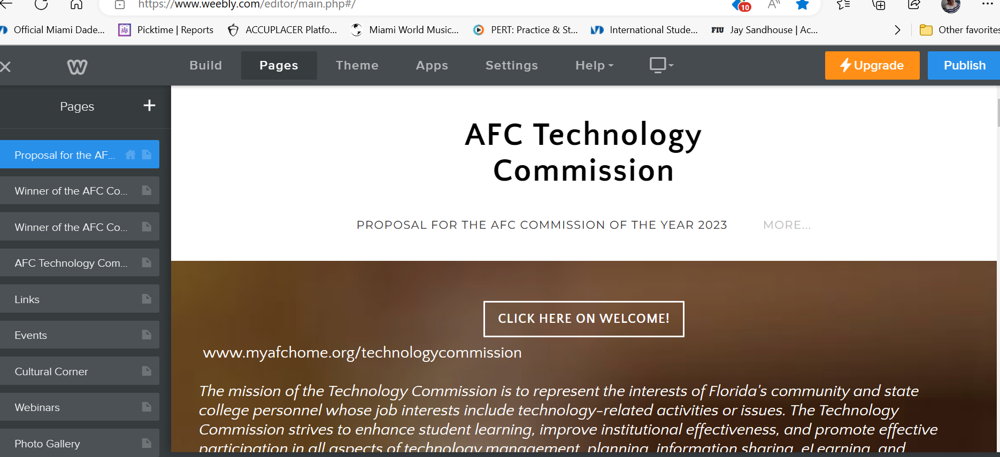 https://www.weebly.com/editor/main.php#/
10
Official Miami Dade...
Picktime | Reports
ACCUPLACER Platfo...
Miami World Music...
PERT: Practice & St...
International Stude...
FIU Jay Sandhouse | Ac...
Other favorites
Build
Pages
Theme
Apps
Settings
Help
Upgrade
Publish
Pages
Proposal for the AF...
Winner of the AFC Co...
Winner of the AFC Co...
AFC Technology Com...
Links
Events
Cultural Corner
Webinars
Photo Gallery
AFC Technology
Commission
PROPOSAL FOR THE AFC COMMISSION OF THE YEAR 2023
MORE...
CLICK HERE ON WELCOME!
www.myafchome.org/technologycommission
The mission of the Technology Commission is to represent the interests of Florida's community and state
college personnel whose job interests include technology-related activities or issues. The Technology
Commission strives to enhance student learning, improve institutional effectiveness, and promote effective
participation in all aspects of technology management, planning, information sharing, eLearning, and